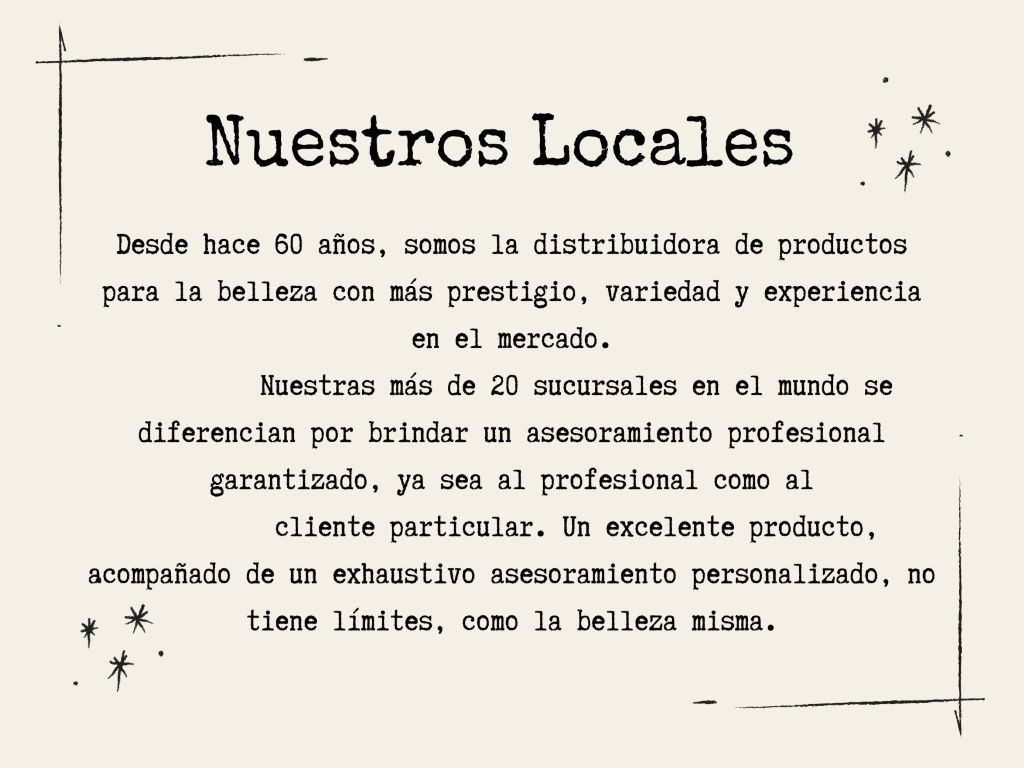 Nuestros Locales
Desde hace 60 años, somos la distribuidora de productos
para la belleza con más prestigio, variedad y experiencia
en el mercado.
Nuestras más de 20 sucursales en el mundo se
diferencian por brindar un asesoramiento profesional
garantizado, ya sea al profesional como al
cliente particular. Un excelente producto,
acompañado de un exhaustivo asesoramiento personalizado, no
tiene límites, como la belleza misma.